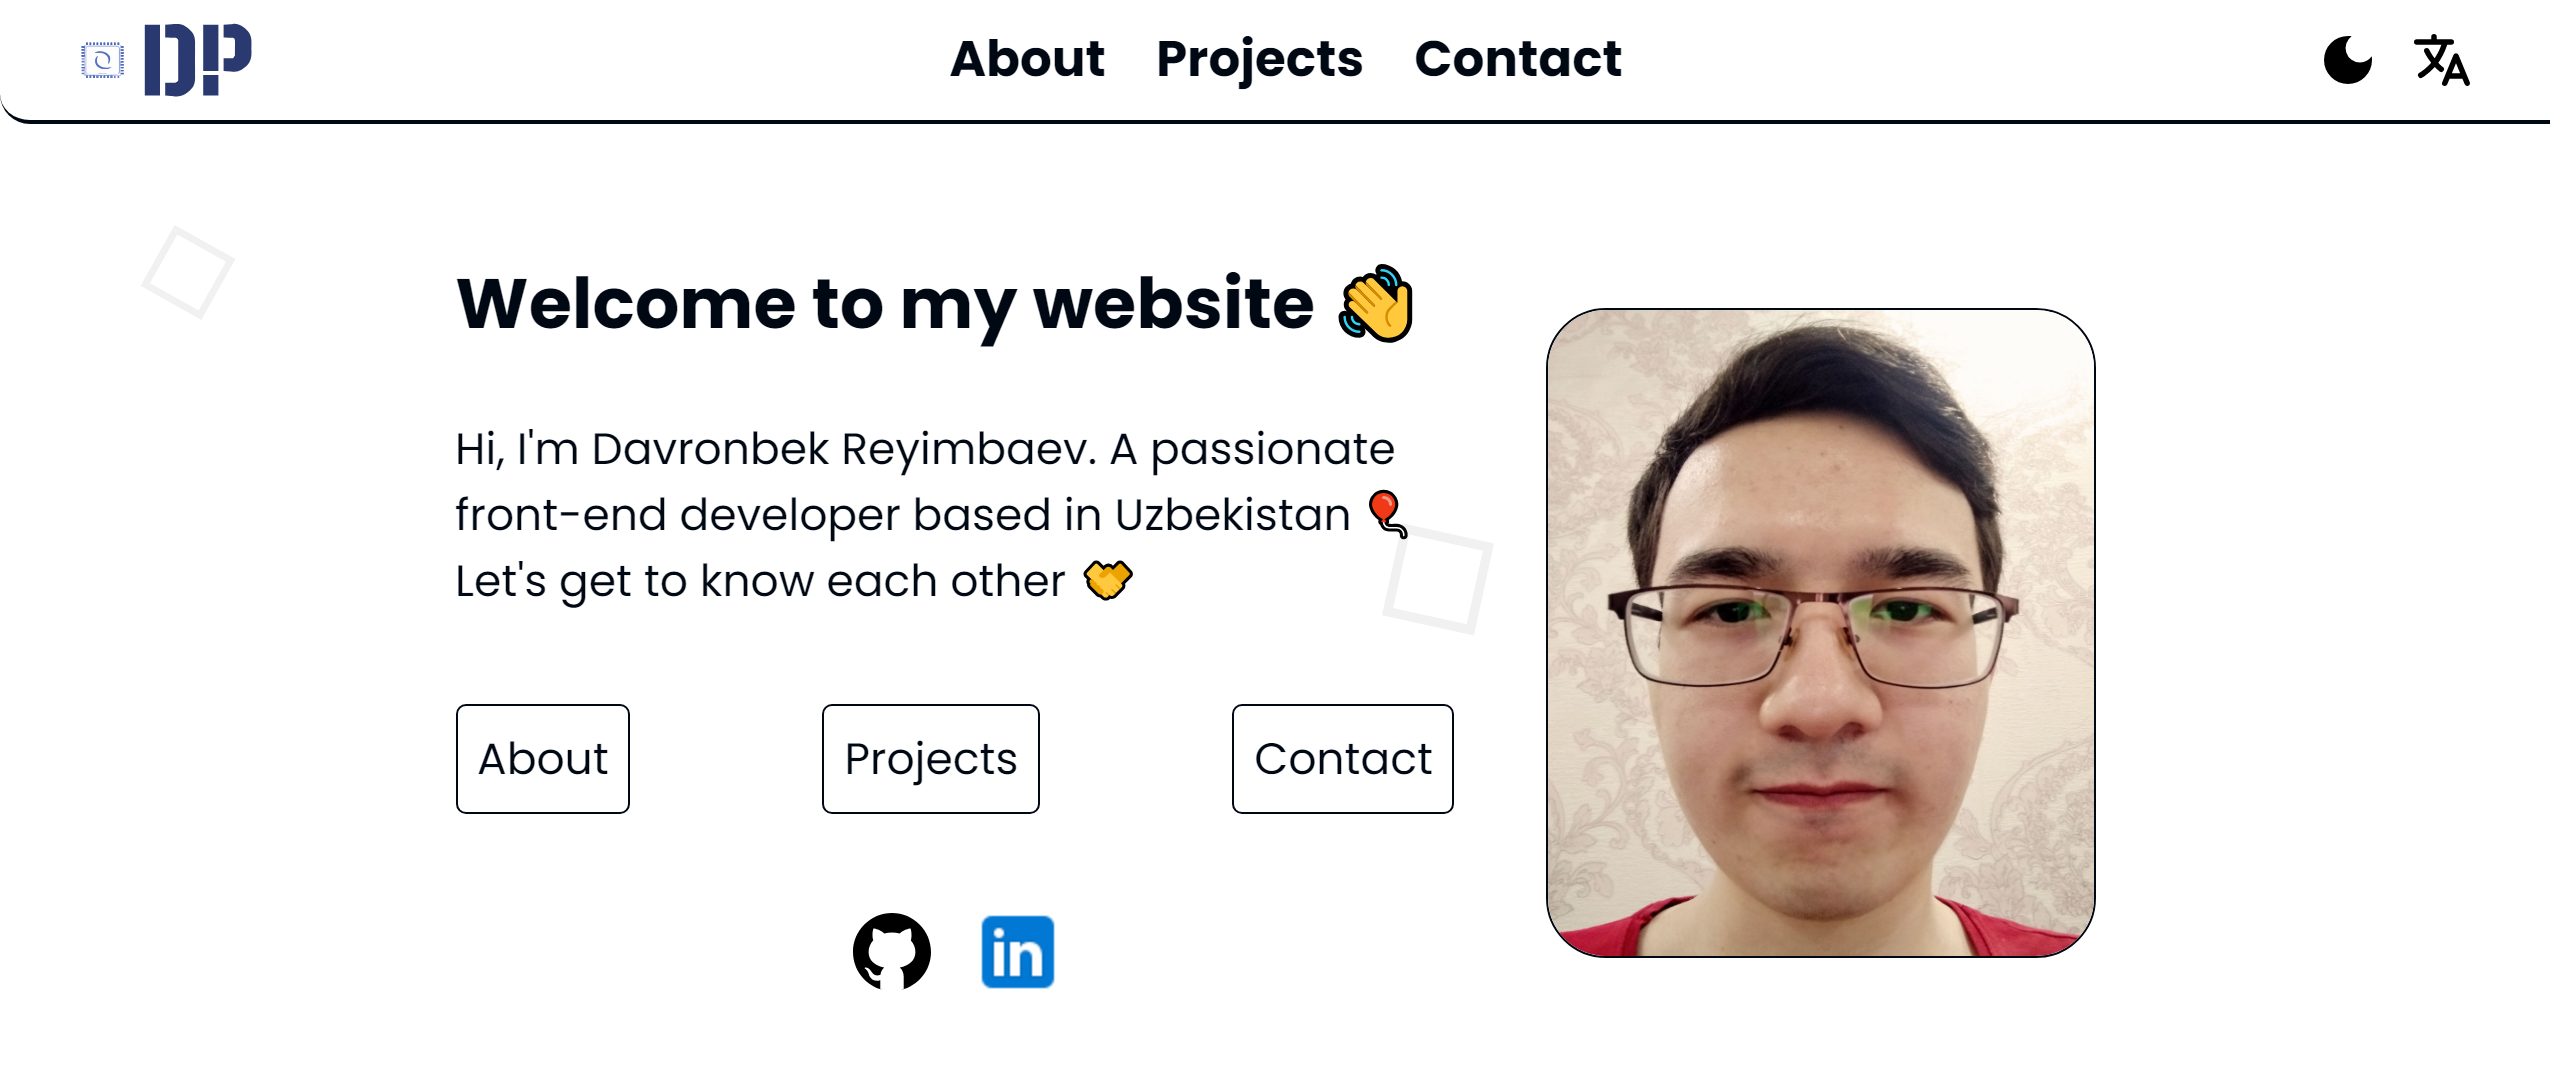 DP
About Projects Contact
Welcome to my website 👋
Hi, I'm Davronbek Reyimbaev. A passionate
front-end developer based in Uzbekistan 🎈
Let's get to know each other 🤝
About Projects Contact
in